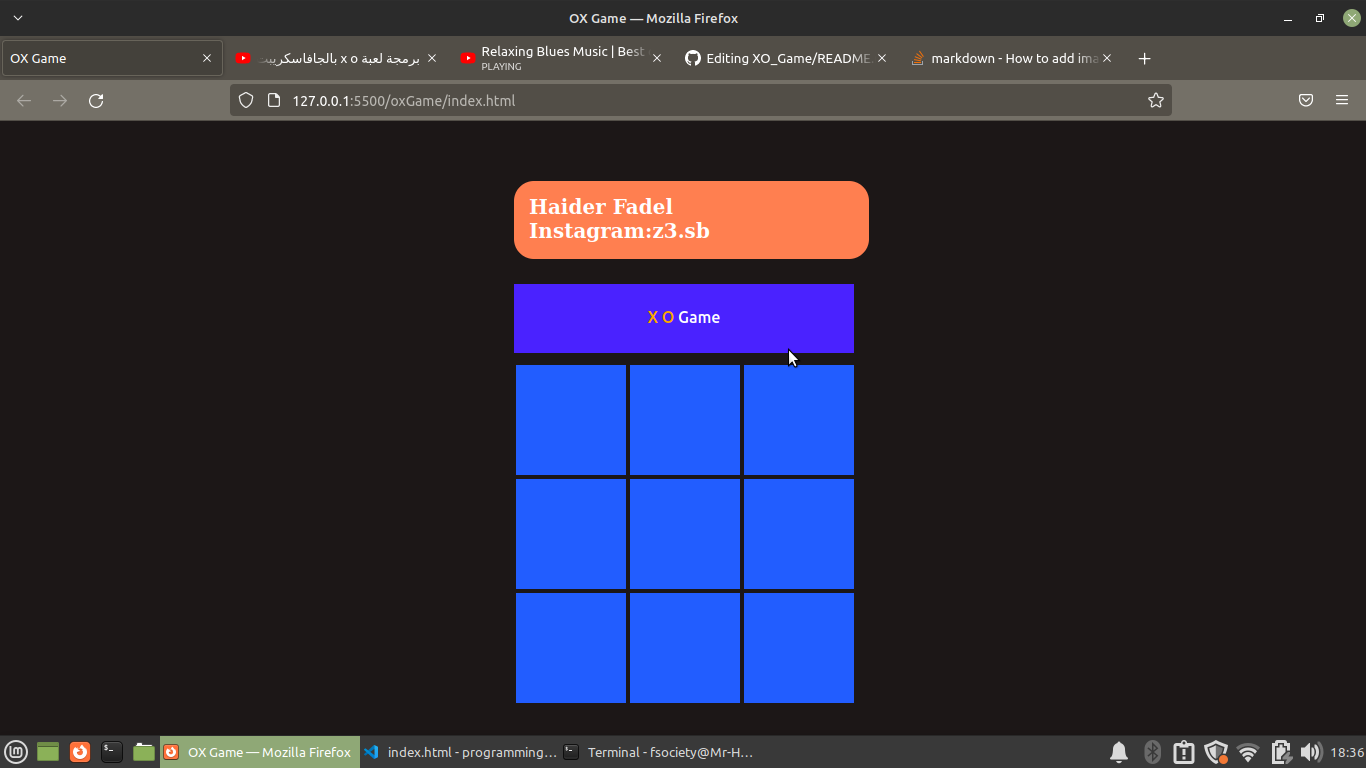 OX Game — Mozilla Firefox
OX Game
برمجة لعبة x o بالجافاسكريبت
Relaxing Blues Music | Best
PLAYING
Editing XO_Game/README.
markdown - How to add ima
127.0.0.1:5500/oxGame/index.html
Haider Fadel
Instagram:z3.sb
X O Game
OX Game — Mozilla Firefox
index.html - programming...
Terminal - fsociety@Mr-H...
18:36